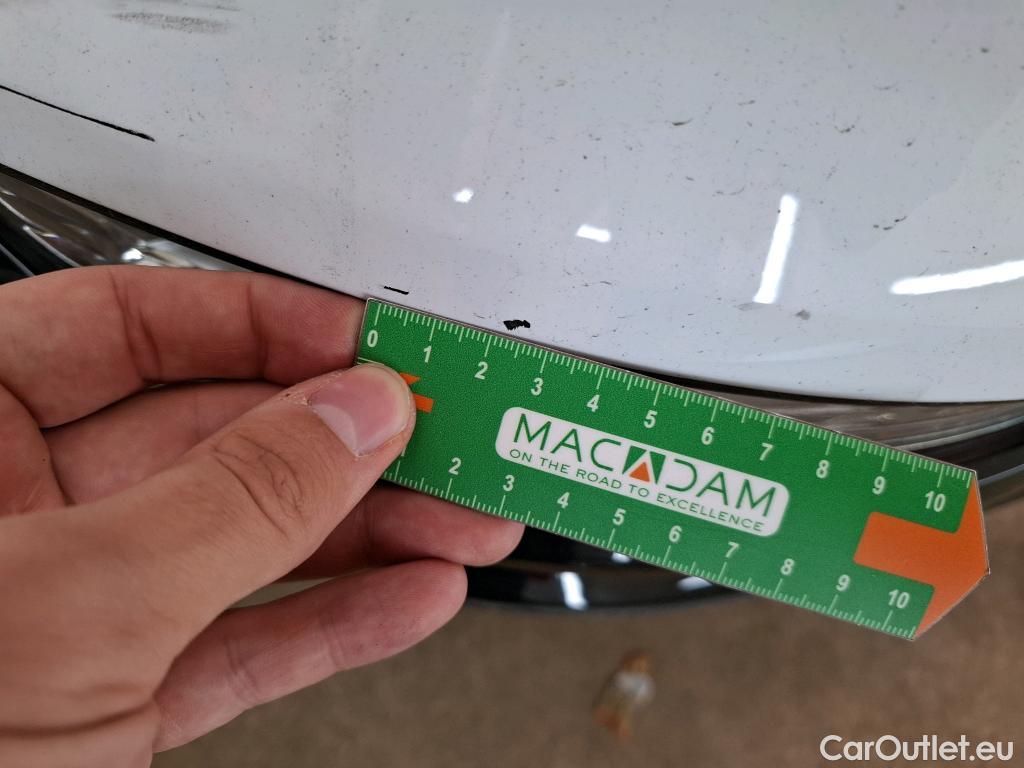 0 1 2 3 4 5 6 7 8 9 10
MACADAM
ON THE ROAD TO EXCELLENCE
2 3 4 5 6 7 8 9 10
CarOutlet.eu